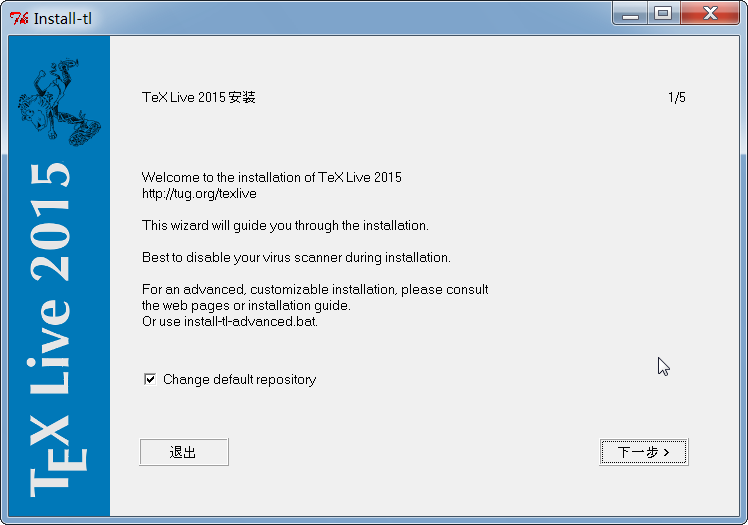 Install-tl
TeX Live 2015
TeX Live 2015 安装
1/5
Welcome to the installation of TeX Live 2015
http://tug.org/texlive
This wizard will guide you through the installation.
Best to disable your virus scanner during installation.
For an advanced, customizable installation, please consult
the web pages or installation guide.
Or use install-tl-advanced.bat.
Change default repository
退出
下一步 >